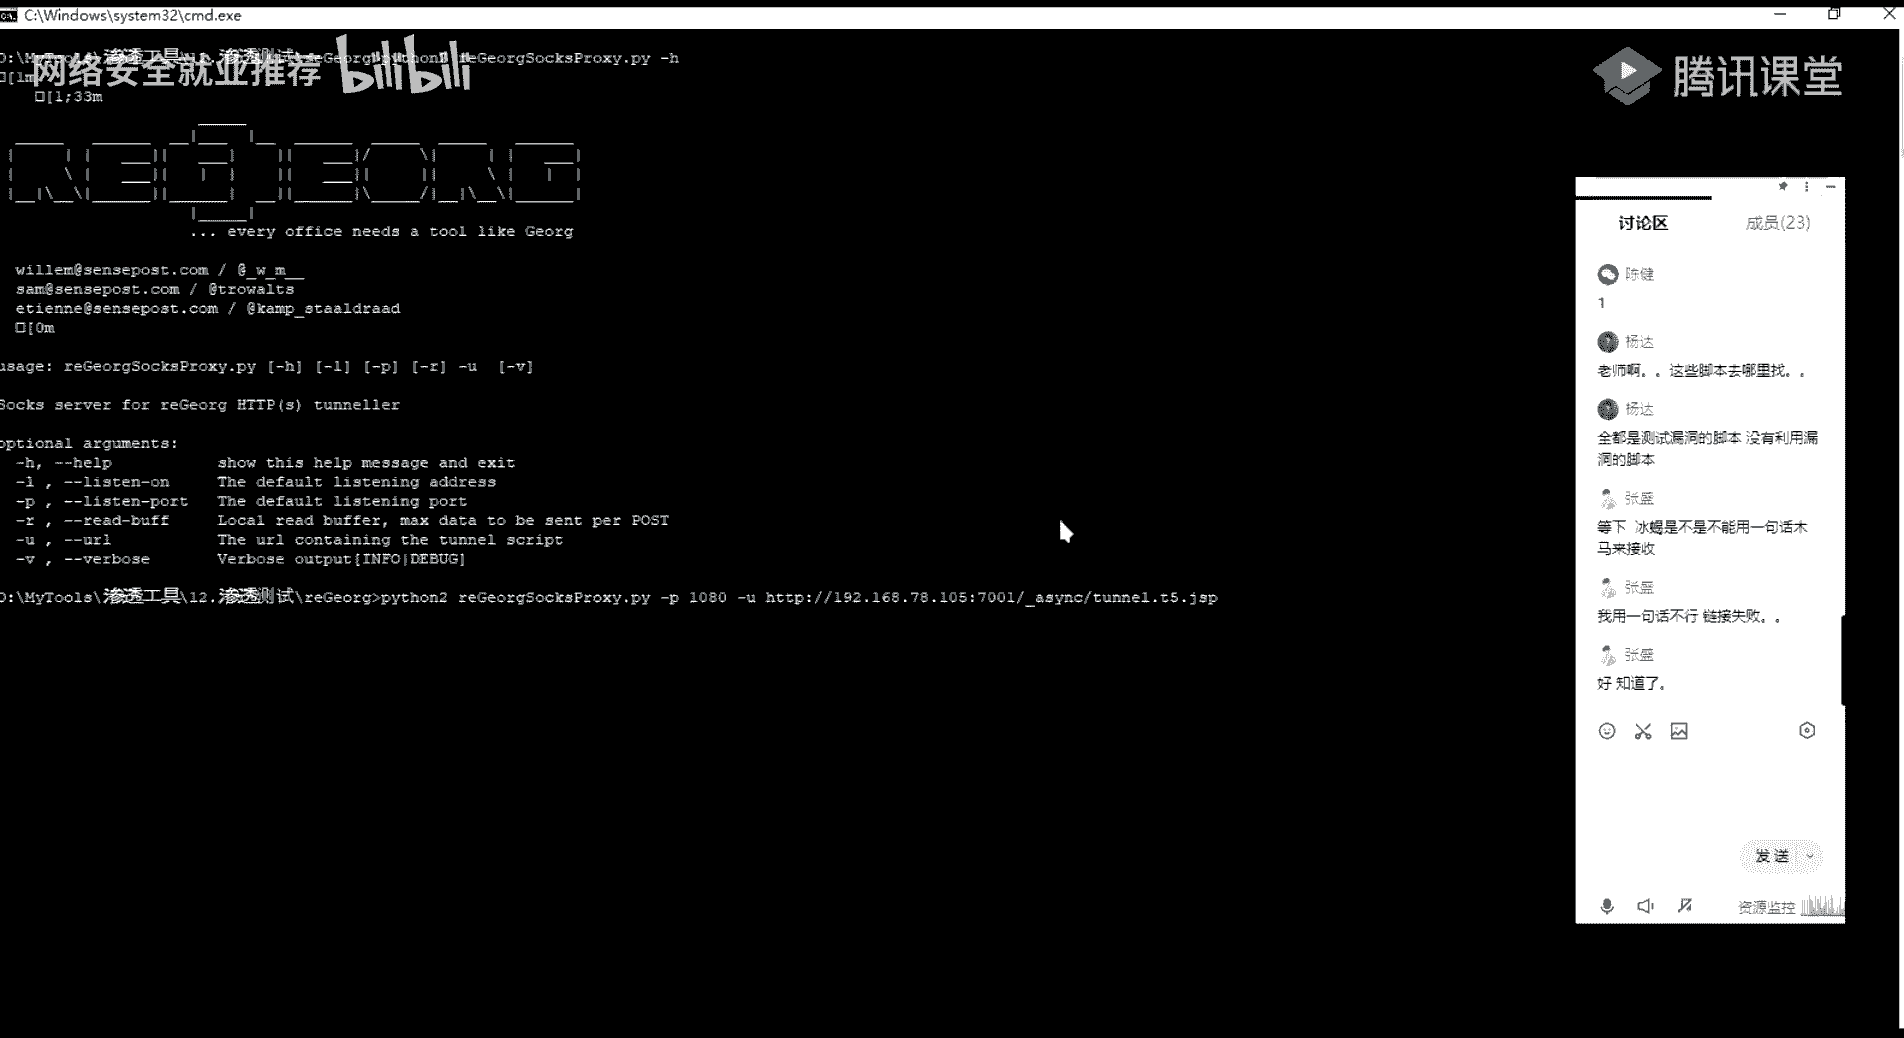 C:\Windows\system32\cmd.exe
D:\MyTools\渗透工具\12.渗透测试\reGeorg>python2 reGeorgSocksProxy.py -h
网络安全就业推荐 bilibili
腾讯课堂
□[1m
□[1;33m
REGEORG
... every office needs a tool like Georg
willem@sensepost.com / @_w_m__
sam@sensepost.com / @trowalts
etienne@sensepost.com / @kamp_staaldraad
□[0m
usage: reGeorgSocksProxy.py [-h] [-l] [-p] [-r] -u  [-v]
Socks server for reGeorg HTTP(s) tunneller
optional arguments:
-h, --help show this help message and exit
-l , --listen-on The default listening address
-p , --listen-port The default listening port
-r , --read-buff Local read buffer, max data to be sent per POST
-u , --url The url containing the tunnel script
-v , --verbose Verbose output[INFO|DEBUG]
D:\MyTools\渗透工具\12.渗透测试\reGeorg>python2 reGeorgSocksProxy.py -p 1080 -u http://192.168.78.105:7001/_async/tunnel.t5.jsp
讨论区 成员(23)
陈健
1
杨达
老师啊。。这些脚本去哪里找。。
杨达
全都是测试漏洞的脚本 没有利用漏
洞的脚本
张盛
等下 冰蝎是不是不能用一句话木
马来接收
张盛
我用一句话不行 链接失败。。
张盛
好 知道了。
发送
资源监控